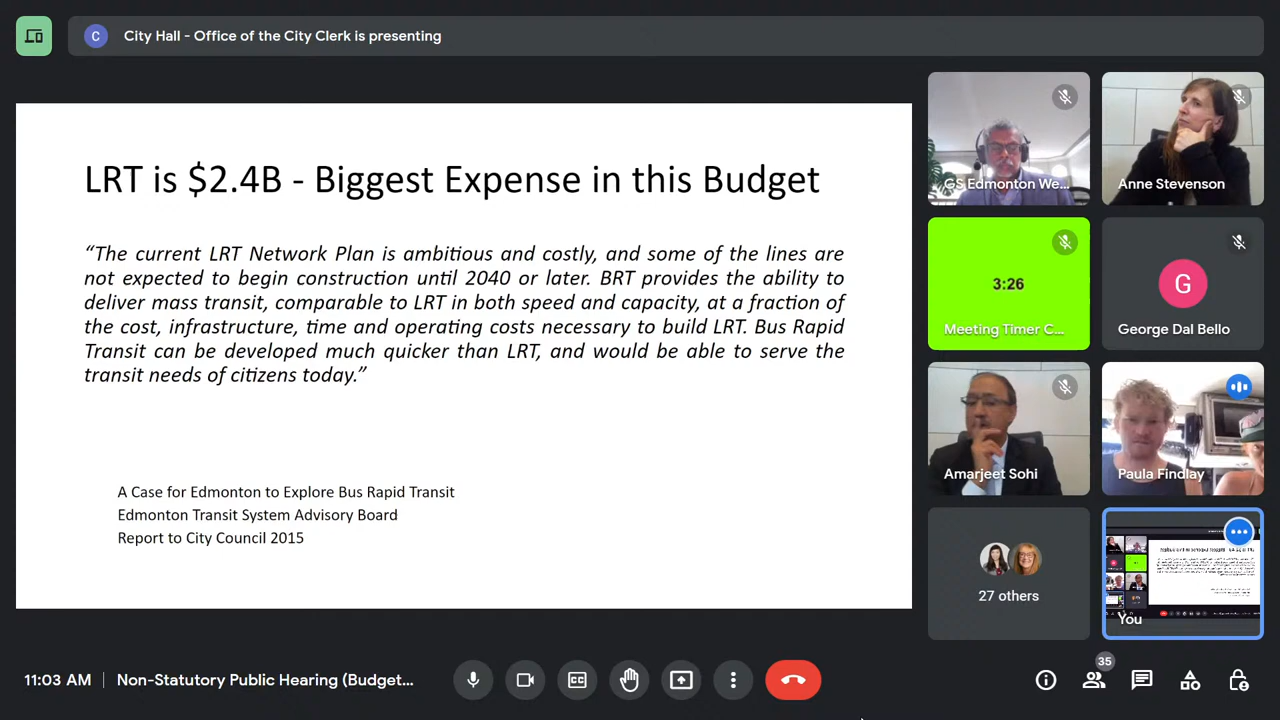 C
City Hall - Office of the City Clerk is presenting
LRT is $2.4B - Biggest Expense in this Budget
“The current LRT Network Plan is ambitious and costly, and some of the lines are
not expected to begin construction until 2040 or later. BRT provides the ability to
deliver mass transit, comparable to LRT in both speed and capacity, at a fraction of
the cost, infrastructure, time and operating costs necessary to build LRT. Bus Rapid
Transit can be developed much quicker than LRT, and would be able to serve the
transit needs of citizens today.”
A Case for Edmonton to Explore Bus Rapid Transit
Edmonton Transit System Advisory Board
Report to City Council 2015
GS Edmonton We...
Anne Stevenson
3:26
Meeting Timer C...
G
George Dal Bello
Amarjeet Sohi
Paula Findlay
27 others
You
11:03 AM
Non-Statutory Public Hearing (Budget...
35